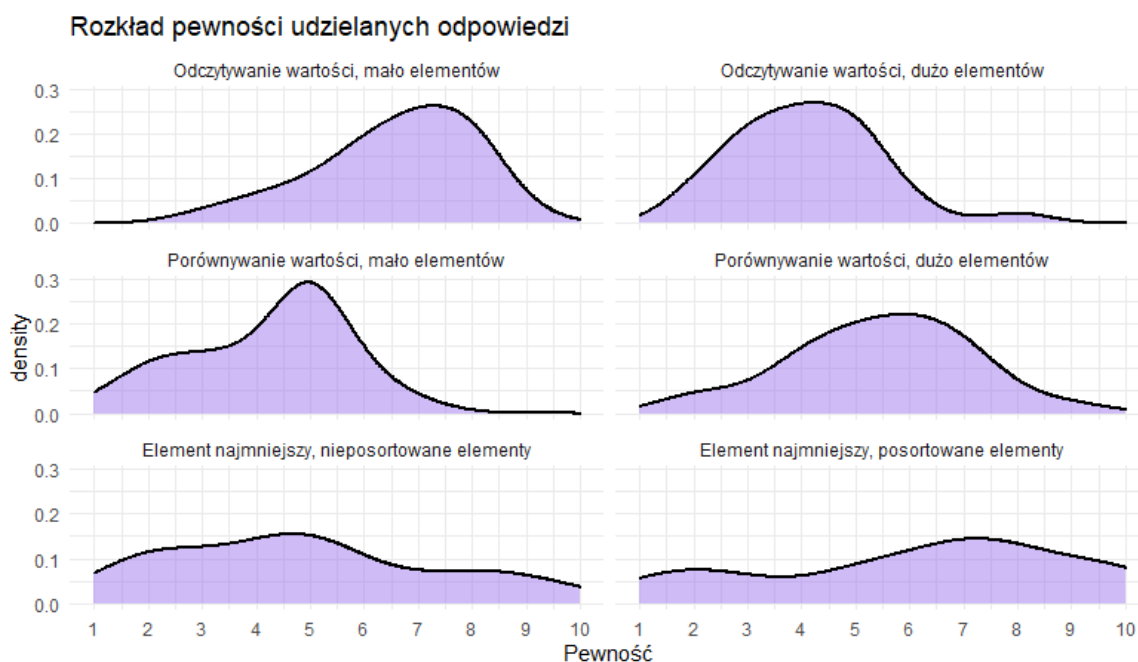 Rozkład pewności udzielanych odpowiedzi
Odczytywanie wartości, mało elementów
Odczytywanie wartości, dużo elementów
0.3
0.2
0.1
0.0
Porównywanie wartości, mało elementów
Porównywanie wartości, dużo elementów
0.3
0.2
0.1
0.0
density
Element najmniejszy, nieposortowane elementy
Element najmniejszy, posortowane elementy
0.3
0.2
0.1
0.0
1 2 3 4 5 6 7 8 9 10
1 2 3 4 5 6 7 8 9 10
Pewność